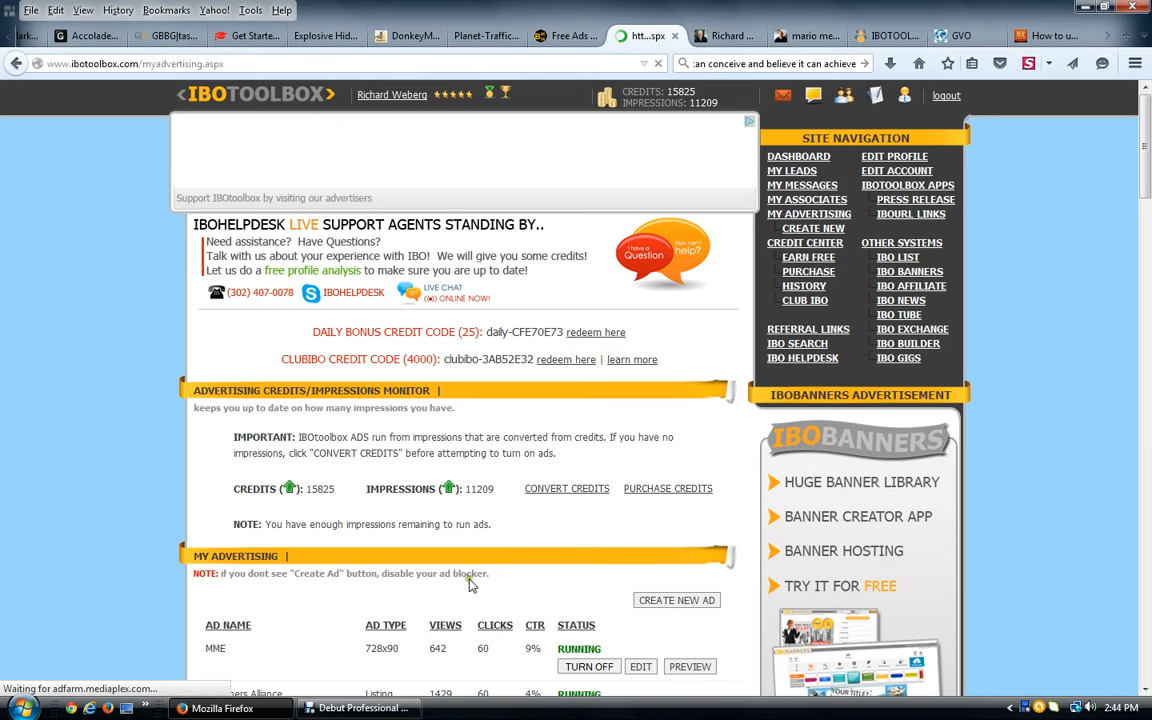 File Edit View History Bookmarks Yahoo! Tools Help
ark... Accolade... GBBG|tas... Get Starte... Explosive Hid... DonkeyM... Planet-Traffic... Free Ads ... htt...spx × Richard ... mario me... IBOTOOL... GVO How to u...
www.ibotoolbox.com/myadvertising.aspx
:an conceive and believe it can achieve
<IBOTOOLBOX>
Richard Weberg
CREDITS: 15825
IMPRESSIONS: 11209
logout
Support IBOtoolbox by visiting our advertisers
IBOHELPDESK LIVE SUPPORT AGENTS STANDING BY..
Need assistance? Have Questions?
Talk with us about your experience with IBO! We will give you some credits!
Let us do a free profile analysis to make sure you are up to date!
I have a Question
How can I help?
(302) 407-0078 IBOHELPDESK LIVE CHAT
((•)) ONLINE NOW!
DAILY BONUS CREDIT CODE (25): daily-CFE70E73 redeem here
CLUBIBO CREDIT CODE (4000): clubibo-3AB52E32 redeem here | learn more
ADVERTISING CREDITS/IMPRESSIONS MONITOR |
keeps you up to date on how many impressions you have.
IMPORTANT: IBOtoolbox ADS run from impressions that are converted from credits. If you have no
impressions, click "CONVERT CREDITS" before attempting to turn on ads.
CREDITS ( ): 15825 IMPRESSIONS ( ): 11209 CONVERT CREDITS PURCHASE CREDITS
NOTE: You have enough impressions remaining to run ads.
MY ADVERTISING |
NOTE: if you dont see "Create Ad" button, disable your ad blocker.
CREATE NEW AD
AD NAME AD TYPE VIEWS CLICKS CTR STATUS
MME 728x90 642 60 9% RUNNING
TURN OFF EDIT PREVIEW
Listing 1429 60 4% RUNNING
SITE NAVIGATION
DASHBOARD EDIT PROFILE
MY LEADS EDIT ACCOUNT
MY MESSAGES IBOTOOLBOX APPS
MY ASSOCIATES PRESS RELEASE
MY ADVERTISING IBOURL LINKS
CREATE NEW
CREDIT CENTER OTHER SYSTEMS
EARN FREE IBO LIST
PURCHASE IBO BANNERS
HISTORY IBO AFFILIATE
CLUB IBO IBO NEWS
IBO TUBE
REFERRAL LINKS IBO EXCHANGE
IBO SEARCH IBO BUILDER
IBO HELPDESK IBO GIGS
IBOBANNERS ADVERTISEMENT
IBOBANNERS
HUGE BANNER LIBRARY
BANNER CREATOR APP
BANNER HOSTING
TRY IT FOR FREE
YOUR TITLE!
Waiting for adfarm.mediaplex.com...
Mozilla Firefox Debut Professional ... 2:44 PM